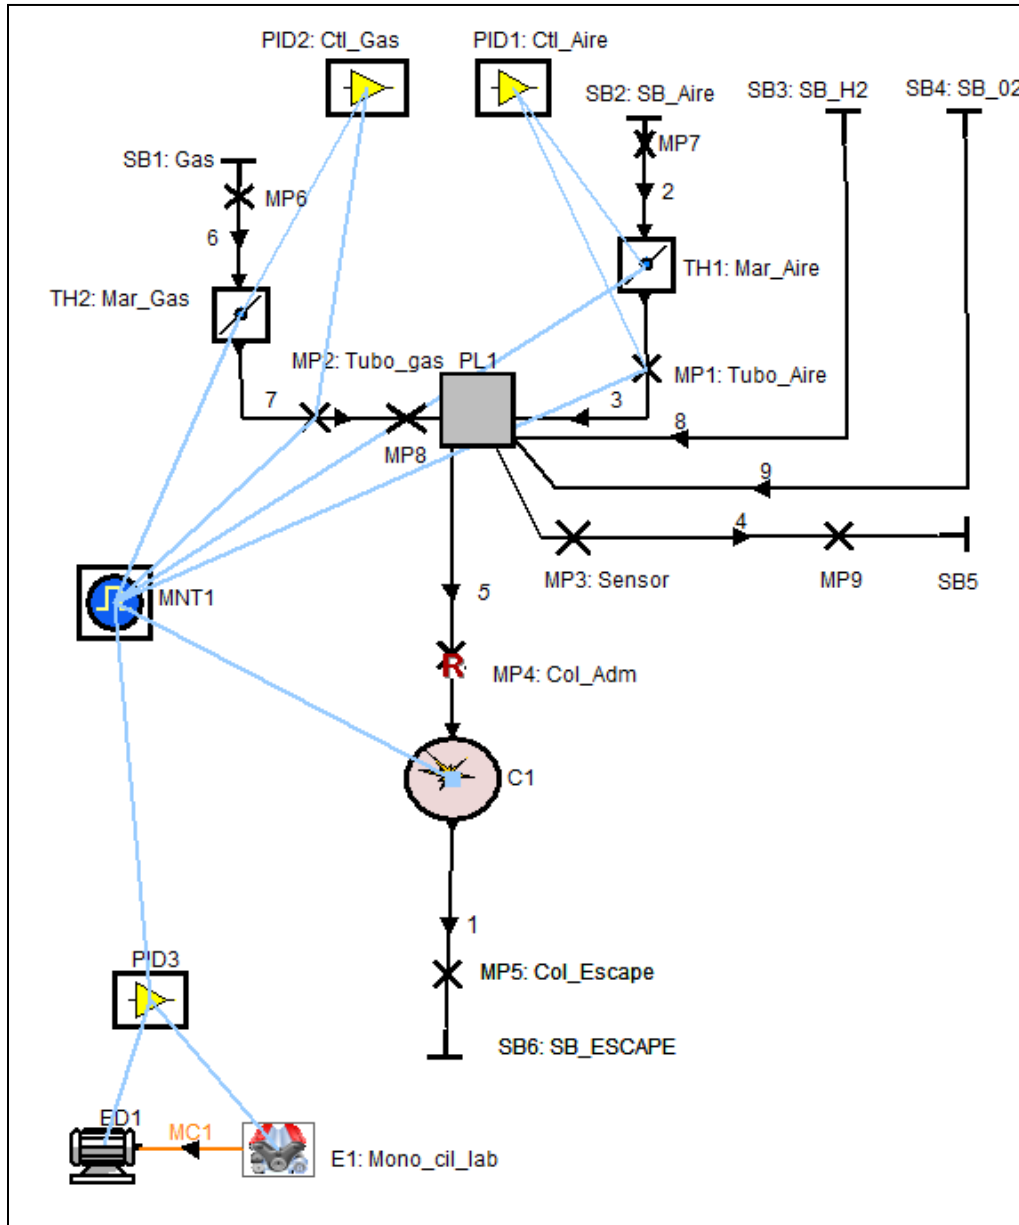 PID2: Ctl_Gas
PID1: Ctl_Aire
SB2: SB_Aire
SB3: SB_H2
SB4: SB_02
MP7
SB1: Gas
MP6
2
6
TH1: Mar_Aire
TH2: Mar_Gas
MP2: Tubo_gas
PL1
MP1: Tubo_Aire
7
3
8
MP8
9
4
MP3: Sensor
MP9
SB5
MNT1
5
R
MP4: Col_Adm
C1
1
PID3
MP5: Col_Escape
SB6: SB_ESCAPE
ED1
MC1
E1: Mono_cil_lab